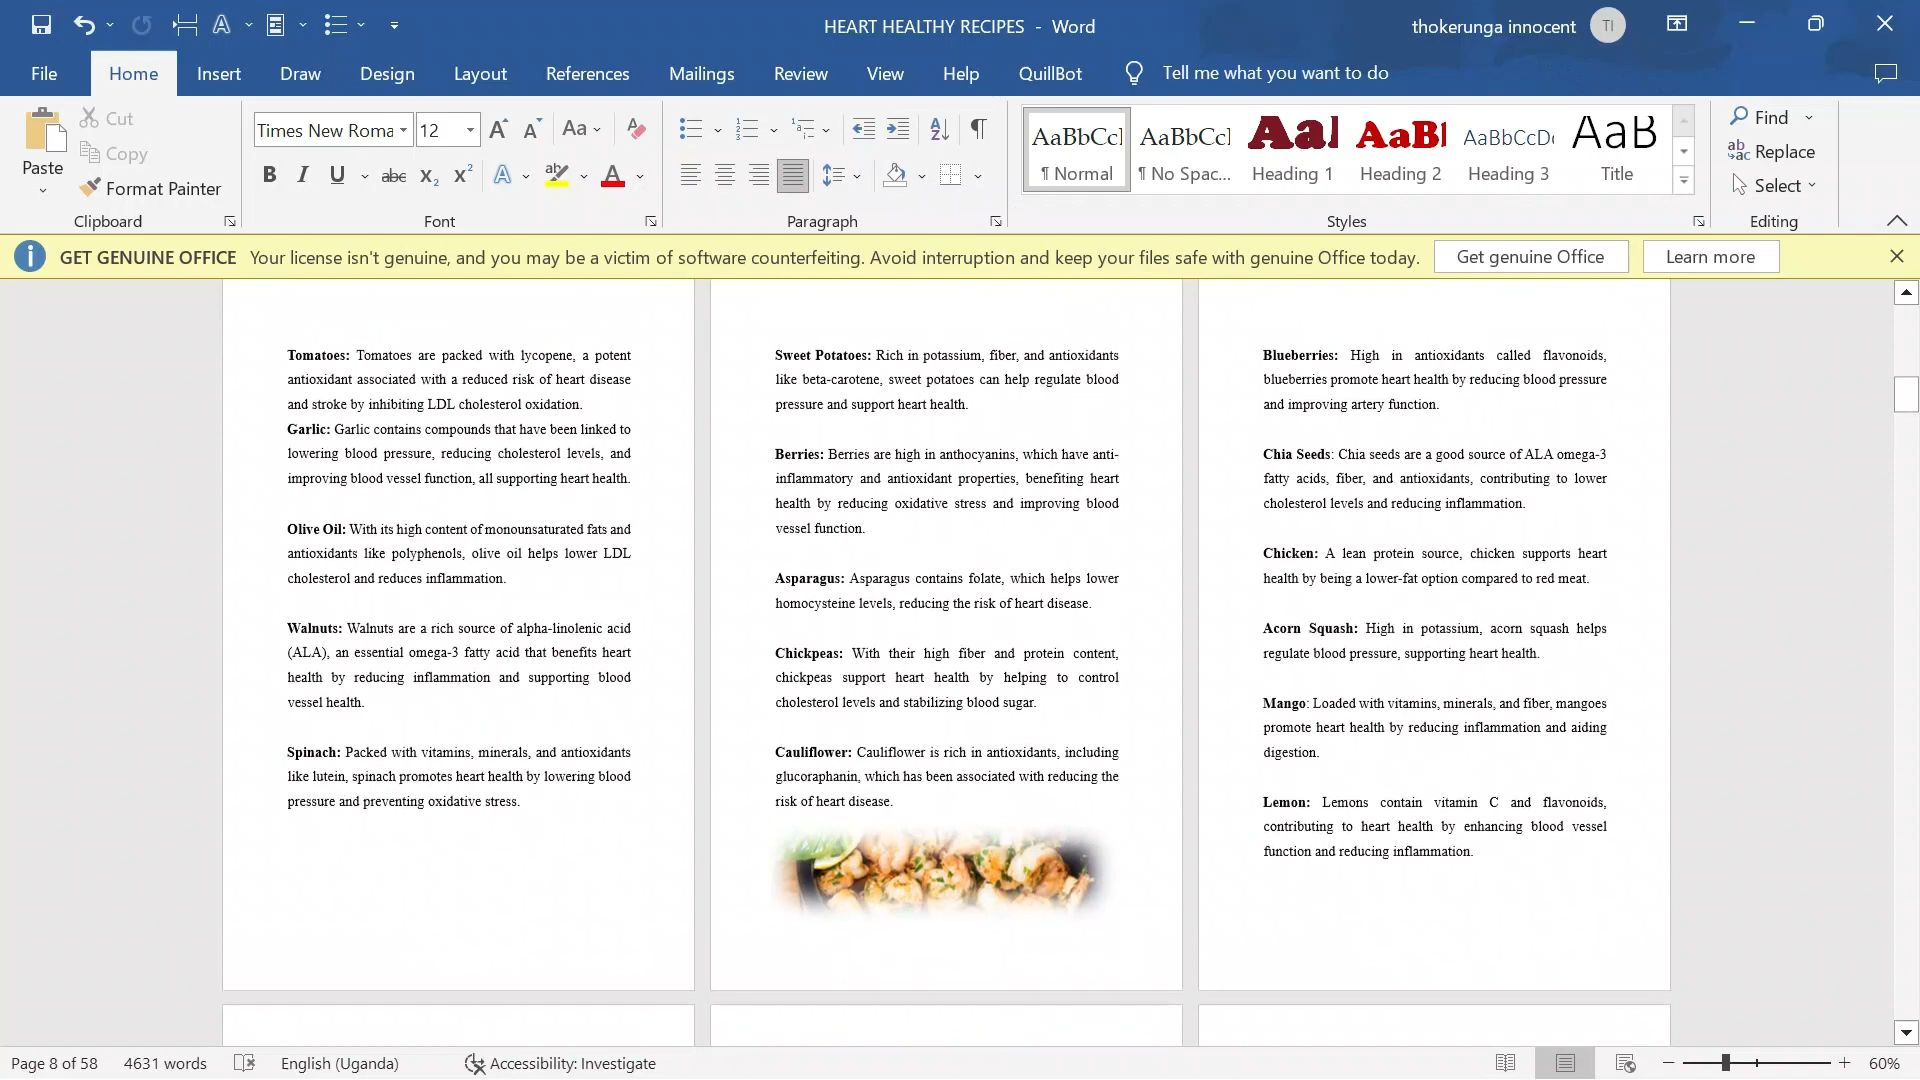 HEART HEALTHY RECIPES - Word
thokerunga innocent TI
File Home Insert Draw Design Layout References Mailings Review View Help QuillBot Tell me what you want to do
Paste
Cut
Copy
Format Painter
Clipboard
Times New Roma 12
Font
Paragraph
AaBbCcI AaBbCcI AaI AaBl AaBbCcDc AaB
¶ Normal ¶ No Spac... Heading 1 Heading 2 Heading 3 Title
Styles
Find
Replace
Select
Editing
GET GENUINE OFFICE Your license isn't genuine, and you may be a victim of software counterfeiting. Avoid interruption and keep your files safe with genuine Office today. Get genuine Office Learn more
Tomatoes: Tomatoes are packed with lycopene, a potent
antioxidant associated with a reduced risk of heart disease
and stroke by inhibiting LDL cholesterol oxidation.
Garlic: Garlic contains compounds that have been linked to
lowering blood pressure, reducing cholesterol levels, and
improving blood vessel function, all supporting heart health.
Olive Oil: With its high content of monounsaturated fats and
antioxidants like polyphenols, olive oil helps lower LDL
cholesterol and reduces inflammation.
Walnuts: Walnuts are a rich source of alpha-linolenic acid
(ALA), an essential omega-3 fatty acid that benefits heart
health by reducing inflammation and supporting blood
vessel health.
Spinach: Packed with vitamins, minerals, and antioxidants
like lutein, spinach promotes heart health by lowering blood
pressure and preventing oxidative stress.
Sweet Potatoes: Rich in potassium, fiber, and antioxidants
like beta-carotene, sweet potatoes can help regulate blood
pressure and support heart health.
Berries: Berries are high in anthocyanins, which have anti-
inflammatory and antioxidant properties, benefiting heart
health by reducing oxidative stress and improving blood
vessel function.
Asparagus: Asparagus contains folate, which helps lower
homocysteine levels, reducing the risk of heart disease.
Chickpeas: With their high fiber and protein content,
chickpeas support heart health by helping to control
cholesterol levels and stabilizing blood sugar.
Cauliflower: Cauliflower is rich in antioxidants, including
glucoraphanin, which has been associated with reducing the
risk of heart disease.
Blueberries: High in antioxidants called flavonoids,
blueberries promote heart health by reducing blood pressure
and improving artery function.
Chia Seeds: Chia seeds are a good source of ALA omega-3
fatty acids, fiber, and antioxidants, contributing to lower
cholesterol levels and reducing inflammation.
Chicken: A lean protein source, chicken supports heart
health by being a lower-fat option compared to red meat.
Acorn Squash: High in potassium, acorn squash helps
regulate blood pressure, supporting heart health.
Mango: Loaded with vitamins, minerals, and fiber, mangoes
promote heart health by reducing inflammation and aiding
digestion.
Lemon: Lemons contain vitamin C and flavonoids,
contributing to heart health by enhancing blood vessel
function and reducing inflammation.
Page 8 of 58 4631 words English (Uganda) Accessibility: Investigate 60%